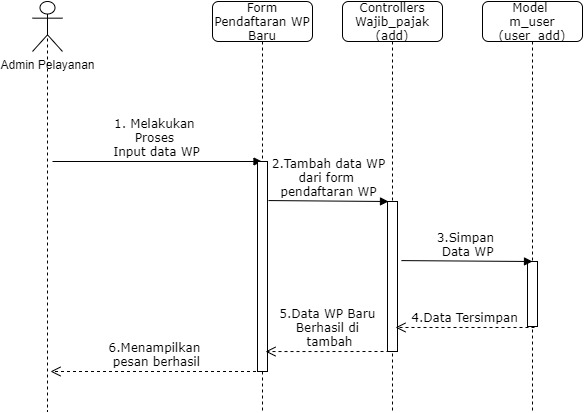 Form
Pendaftaran WP
Baru
Controllers
Wajib_pajak
(add)
Model
m_user
(user_add)
Admin Pelayanan
1. Melakukan
Proses
Input data WP
2.Tambah data WP
dari form
pendaftaran WP
3.Simpan
Data WP
4.Data Tersimpan
5.Data WP Baru
Berhasil di
tambah
6.Menampilkan
pesan berhasil